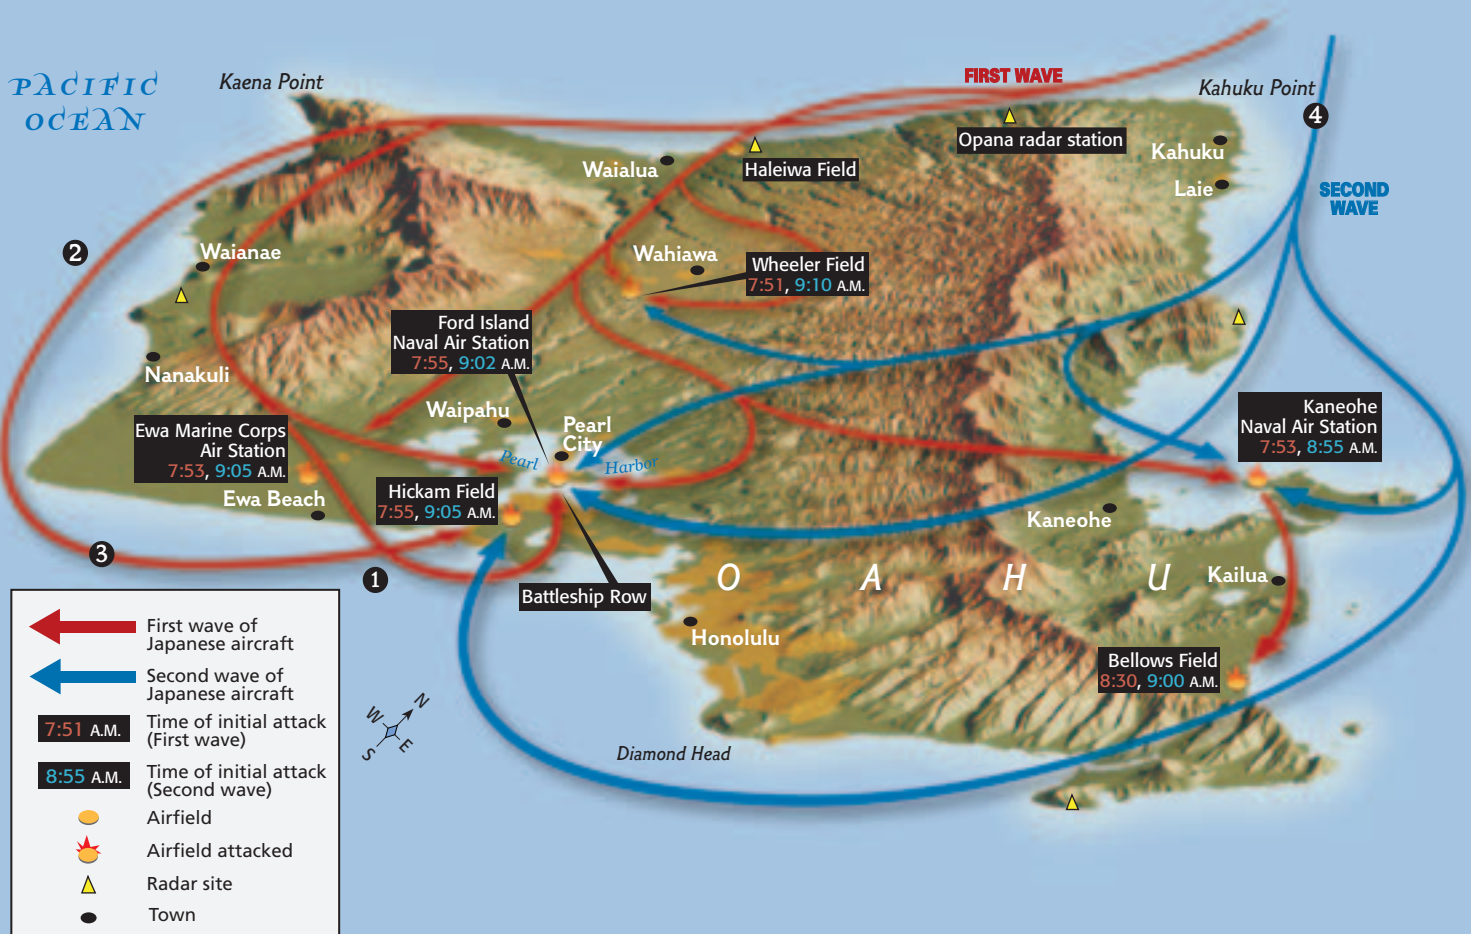 PACIFIC
OCEAN
Kaena Point
FIRST WAVE
Kahuku Point
4
Opana radar station
Kahuku
Waialua
Haleiwa Field
Laie
SECOND
WAVE
2
Waianae
Wahiawa
Wheeler Field
7:51, 9:10 A.M.
Ford Island
Naval Air Station
7:55, 9:02 A.M.
Nanakuli
Waipahu
Pearl
City
Kaneohe
Naval Air Station
7:53, 8:55 A.M.
Ewa Marine Corps
Air Station
7:53, 9:05 A.M.
Pearl Harbor
Ewa Beach
Hickam Field
7:55, 9:05 A.M.
Kaneohe
3
1
OAHU
Kailua
Battleship Row
Honolulu
Bellows Field
8:30, 9:00 A.M.
Diamond Head
N
W
E
S
First wave of
Japanese aircraft
Second wave of
Japanese aircraft
7:51 A.M. Time of initial attack
(First wave)
8:55 A.M. Time of initial attack
(Second wave)
Airfield
Airfield attacked
Radar site
Town